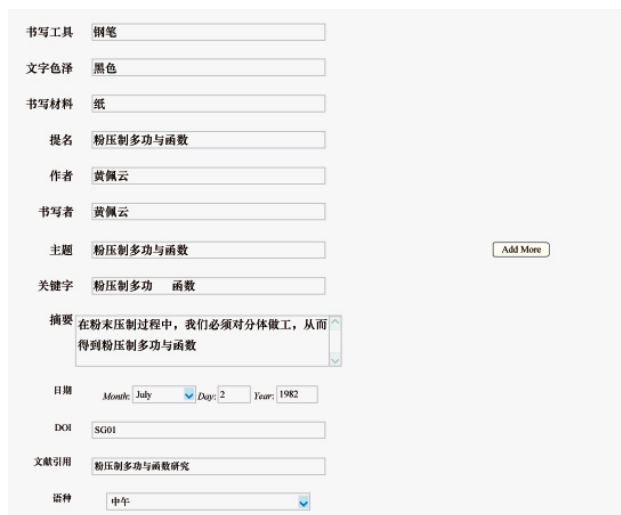 书写工具 钢笔
文字色泽 黑色
书写材料 纸
提名 粉压制多功与函数
作者 黄佩云
书写者 黄佩云
主题 粉压制多功与函数 Add More
关键字 粉压制多功 函数
摘要 在粉末压制过程中，我们必须对分体做工，从而
得到粉压制多功与函数
日期 Month: July Day: 2 Year: 1982
DOI SG01
文献引用 粉压制多功与函数研究
语种 中午